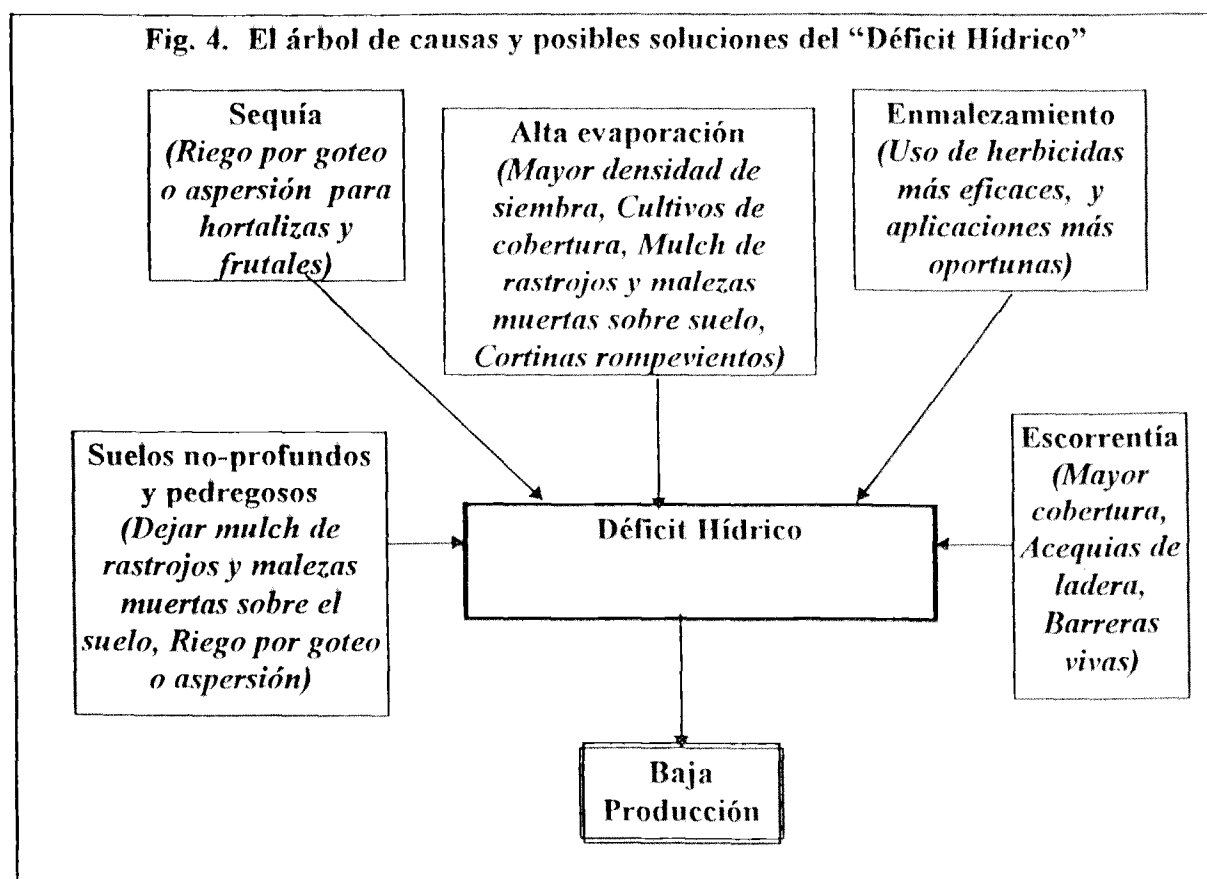 Fig. 4. El árbol de causas y posibles soluciones del “Déficit Hídrico”
Sequía
(Riego por goteo
o aspersión para
hortalizas y
frutales)
Alta evaporación
(Mayor densidad de
siembra, Cultivos de
cobertura, Mulch de
rastrojos y malezas
muertas sobre suelo,
Cortinas rompevientos)
Enmalezamiento
(Uso de herbicidas
más eficaces, y
aplicaciones más
oportunas)
Suelos no-profundos
y pedregosos
(Dejar mulch de
rastrojos y malezas
muertas sobre el
suelo, Riego por goteo
o aspersión)
Déficit Hídrico
Escorrentía
(Mayor
cobertura,
Acequias de
ladera,
Barreras
vivas)
Baja
Producción